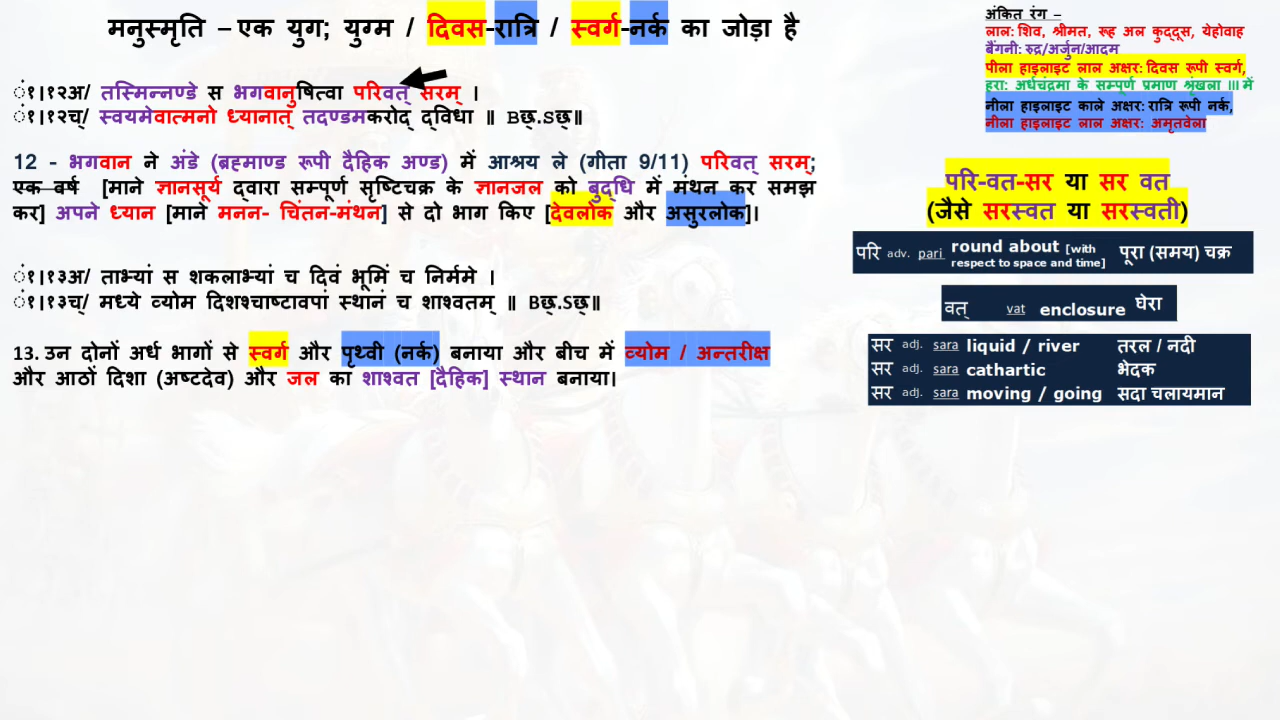 मनुस्मृति – एक युग; युग्म / दिवस-रात्रि / स्वर्ग-नर्क का जोड़ा है
अंकित रंग –
लाल: शिव, श्रीमत, रूह अल कुद्दूस, येहोवाह
बैंगनी: रुद्र/अर्जुन/आदम
पीला हाइलाइट लाल अक्षर: दिवस रूपी स्वर्ग,
हरा: अर्धचंद्रमा के सम्पूर्ण प्रमाण श्रृंखला III में
नीला हाइलाइट काले अक्षर: रात्रि रूपी नर्क,
नीला हाइलाइट लाल अक्षर: अमृतवेला
ं१।१२अ/ तस्मिन्नण्डे स भगवानुषित्वा परिवत् सरम् ।
ं१।१२च्/ स्वयमेवात्मनो ध्यानात् तदण्डमकरोद् द्विधा ॥ Bछ्.Sछ्॥
12 - भगवान ने अंडे (ब्रह्माण्ड रूपी दैहिक अण्ड) में आश्रय ले (गीता 9/11) परिवत् सरम्;
एक वर्ष [माने ज्ञानसूर्य द्वारा सम्पूर्ण सृष्टिचक्र के ज्ञानजल को बुद्धि में मंथन कर समझ
कर] अपने ध्यान [माने मनन- चिंतन-मंथन] से दो भाग किए [देवलोक और असुरलोक]।
परि-वत-सर या सर वत
(जैसे सरस्वत या सरस्वती)
परि adv. pari round about [with respect to space and time] पूरा (समय) चक्र
वत् vat enclosure घेरा
सर adj. sara liquid / river तरल / नदी
सर adj. sara cathartic भेदक
सर adj. sara moving / going सदा चलायमान
ं१।१३अ/ ताभ्यां स शकलाभ्यां च दिवं भूमिं च निर्ममे ।
ं१।१३च्/ मध्ये व्योम दिशश्चाष्टावपां स्थानं च शाश्वतम् ॥ Bछ्.Sछ्॥
13. उन दोनों अर्ध भागों से स्वर्ग और पृथ्वी (नर्क) बनाया और बीच में व्योम / अन्तरीक्ष
और आठों दिशा (अष्टदेव) और जल का शाश्वत [दैहिक] स्थान बनाया।